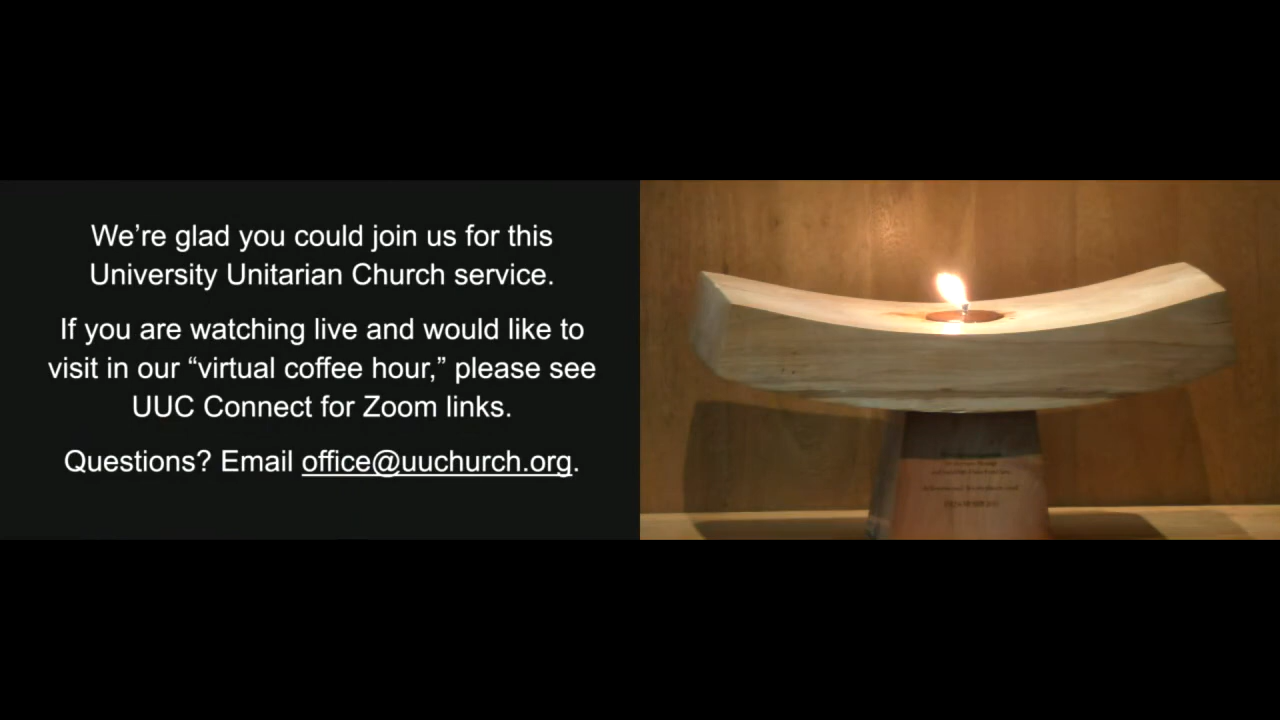 We’re glad you could join us for this
University Unitarian Church service.
If you are watching live and would like to
visit in our “virtual coffee hour,” please see
UUC Connect for Zoom links.
Questions? Email office@uuchurch.org.